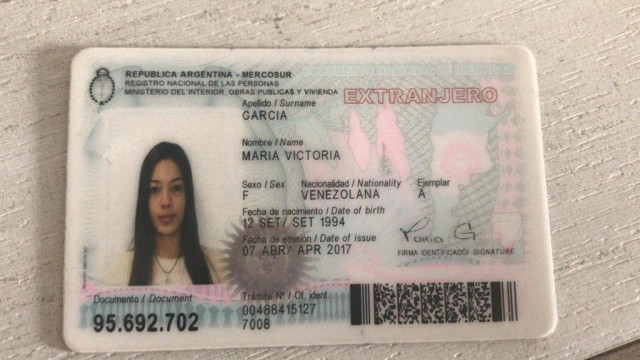 REPUBLICA ARGENTINA - MERCOSUR
REGISTRO NACIONAL DE LAS PERSONAS
MINISTERIO DEL INTERIOR, OBRAS PUBLICAS Y VIVIENDA
EXTRANJERO
Apellido / Surname
GARCIA
Nombre / Name
MARIA VICTORIA
Sexo / Sex Nacionalidad / Nationality Ejemplar
F VENEZOLANA A
Fecha de nacimiento / Date of birth
12 SET/ SET 1994
Fecha de emisión / Date of issue
07 ABR/ APR 2017
FIRMA IDENTIFICADO/ SIGNATURE
Documento / Document
95.692.702
Trámite Nº / Of. ident.
00488415127
7008